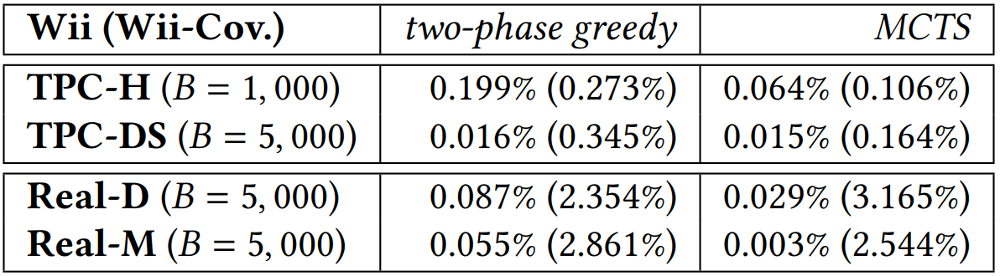 Wii (Wii-Cov.) two-phase greedy MCTS
TPC-H (B = 1, 000) 0.199% (0.273%) 0.064% (0.106%)
TPC-DS (B = 5, 000) 0.016% (0.345%) 0.015% (0.164%)
Real-D (B = 5, 000) 0.087% (2.354%) 0.029% (3.165%)
Real-M (B = 5, 000) 0.055% (2.861%) 0.003% (2.544%)